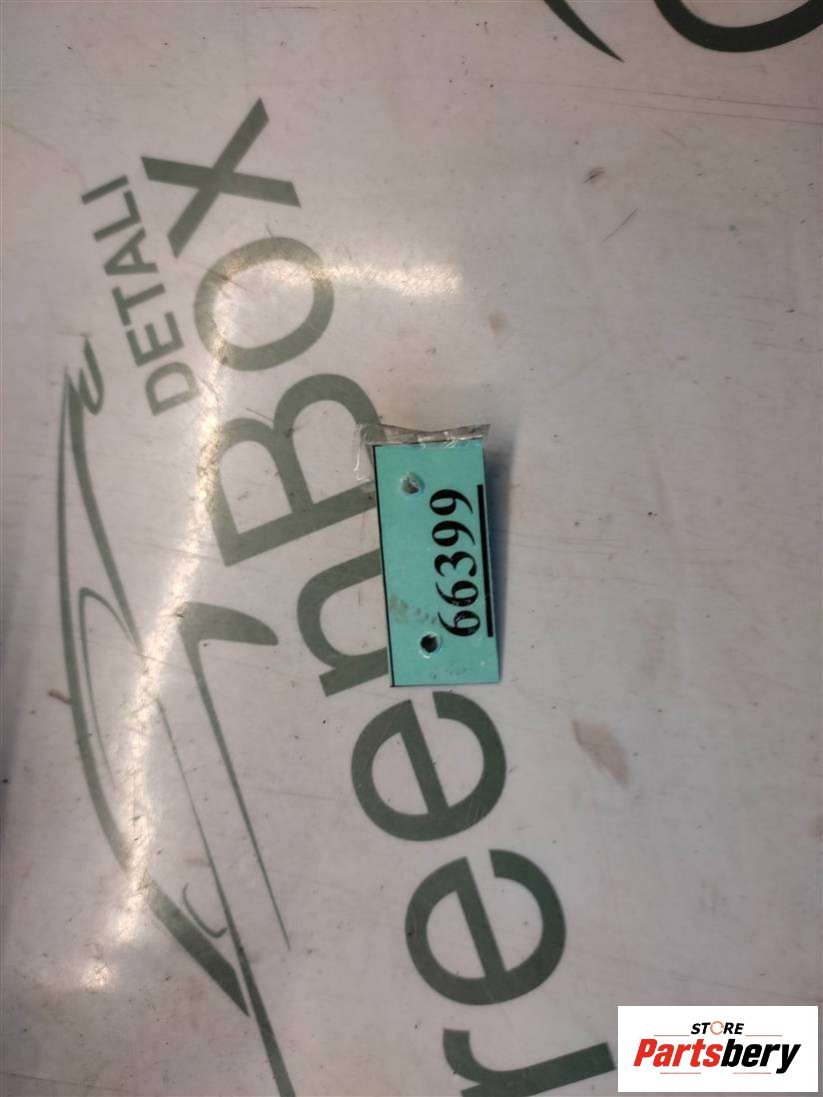 DETALI
reenBOX
66399
STORE
Partsbery